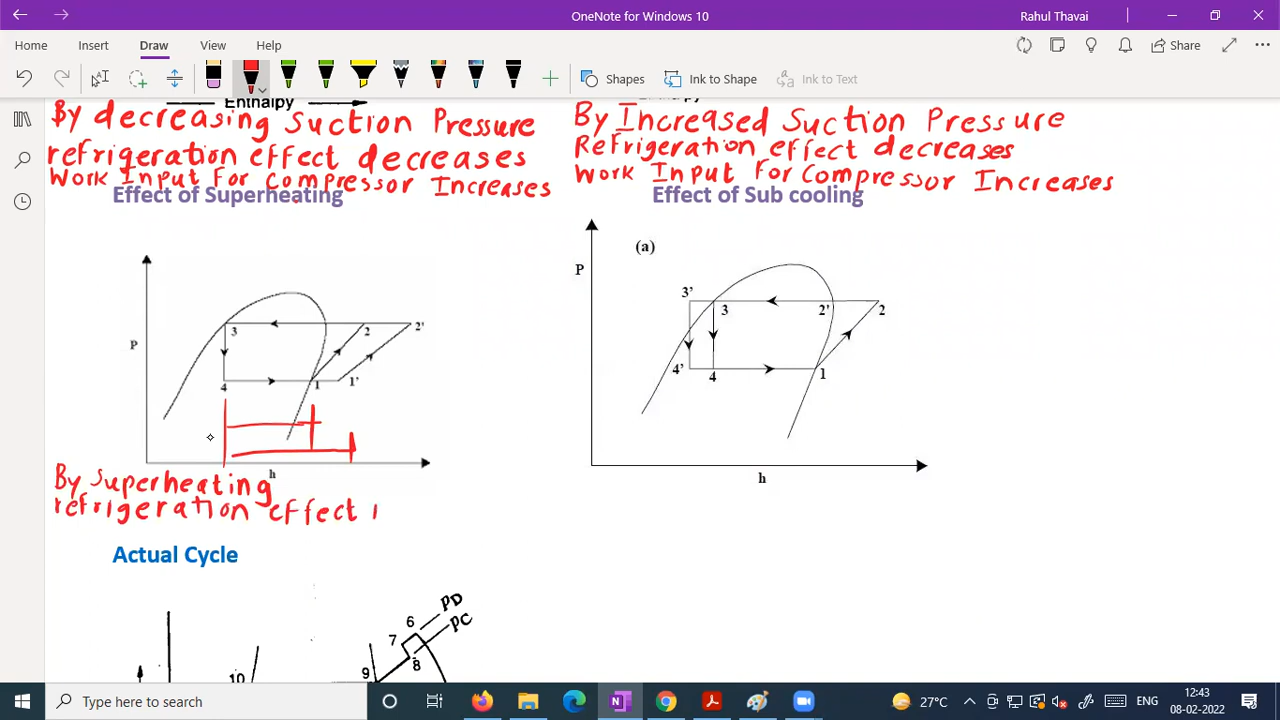 OneNote for Windows 10
Rahul Thavai
Home Insert Draw View Help
Share
Shapes Ink to Shape Ink to Text
Enthalpy
By decreasing Suction Pressure
refrigeration effect decreases
Work Input For Compressor Increases
By Increased Suction Pressure
Refrigeration effect decreases
Work Input For Compressor Increases
Effect of Superheating
Effect of Sub cooling
(a)
P
3'
3 2' 2
4' 4 1
h
P
3 2 2'
4 1 1'
h
By Superheating
refrigeration effect I
Actual Cycle
6 PD
7 PC
8
9
10
Type here to search
27°C
ENG
12:43
08-02-2022